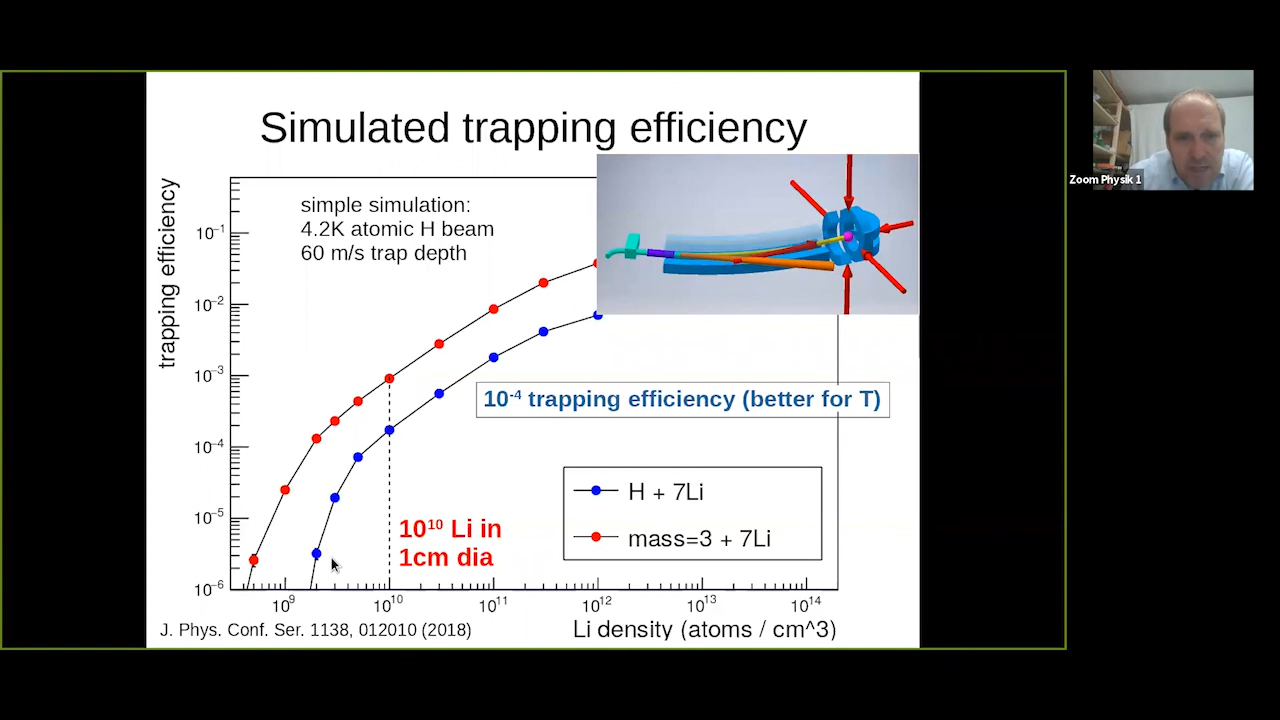 Simulated trapping efficiency
trapping efficiency
simple simulation:
4.2K atomic H beam
60 m/s trap depth
10⁻¹
10⁻²
10⁻³
10⁻⁴
10⁻⁵
10⁻⁶
10⁻⁴ trapping efficiency (better for T)
H + 7Li
mass=3 + 7Li
10¹⁰ Li in
1cm dia
10⁹ 10¹⁰ 10¹¹ 10¹² 10¹³ 10¹⁴
Li density (atoms / cm^3)
J. Phys. Conf. Ser. 1138, 012010 (2018)
Zoom Physik 1